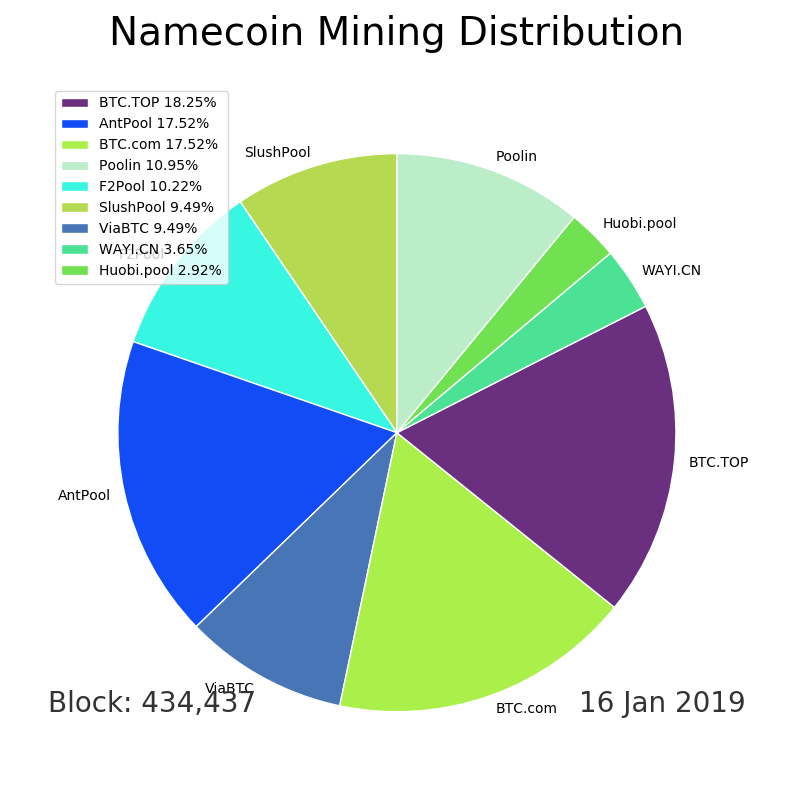 Namecoin Mining Distribution
BTC.TOP 18.25%
AntPool 17.52%
BTC.com 17.52%
Poolin 10.95%
F2Pool 10.22%
SlushPool 9.49%
ViaBTC 9.49%
WAYI.CN 3.65%
Huobi.pool 2.92%
SlushPool
Poolin
Huobi.pool
F2Pool
WAYI.CN
BTC.TOP
AntPool
ViaBTC
BTC.com
Block: 434,437
16 Jan 2019